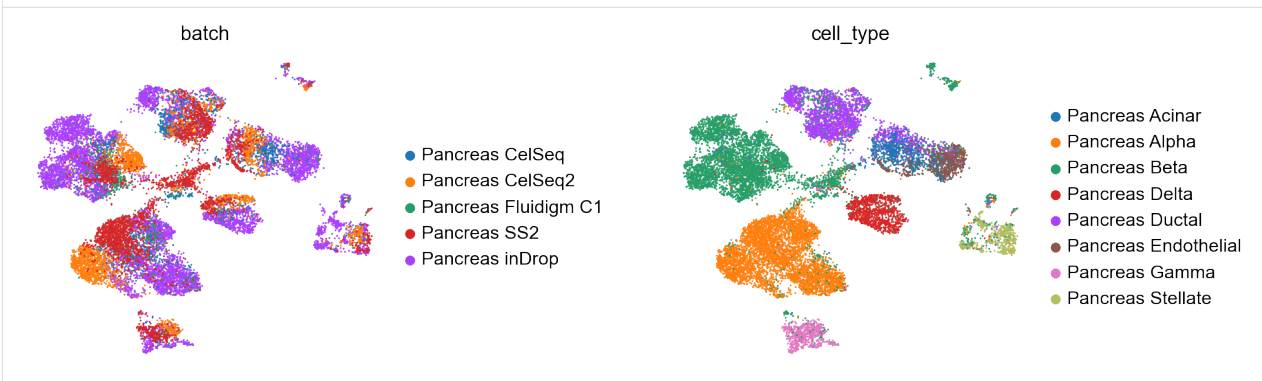 batch
Pancreas CelSeq
Pancreas CelSeq2
Pancreas Fluidigm C1
Pancreas SS2
Pancreas inDrop
cell_type
Pancreas Acinar
Pancreas Alpha
Pancreas Beta
Pancreas Delta
Pancreas Ductal
Pancreas Endothelial
Pancreas Gamma
Pancreas Stellate